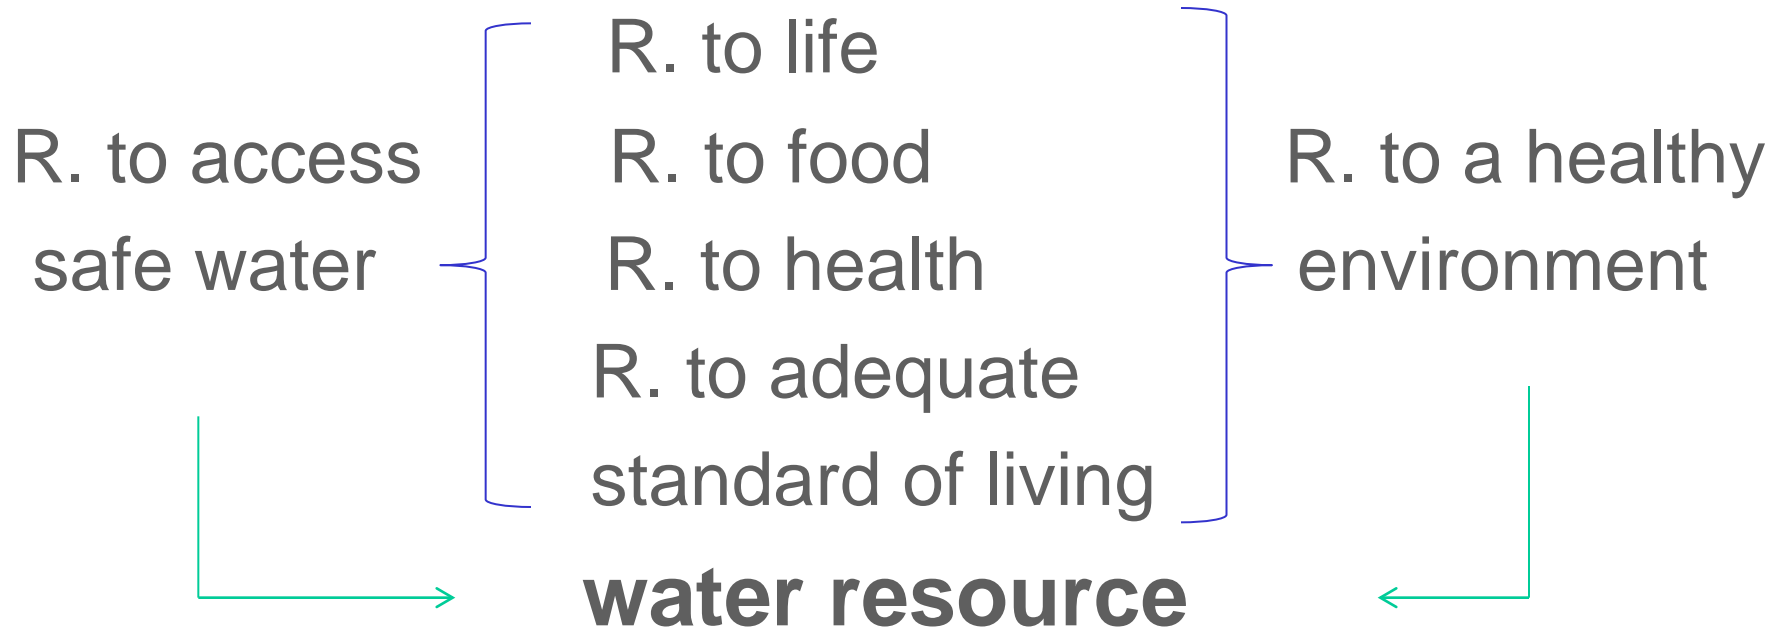 R. to access
safe water
R. to life
R. to food
R. to health
R. to adequate
standard of living
R. to a healthy
environment
water resource